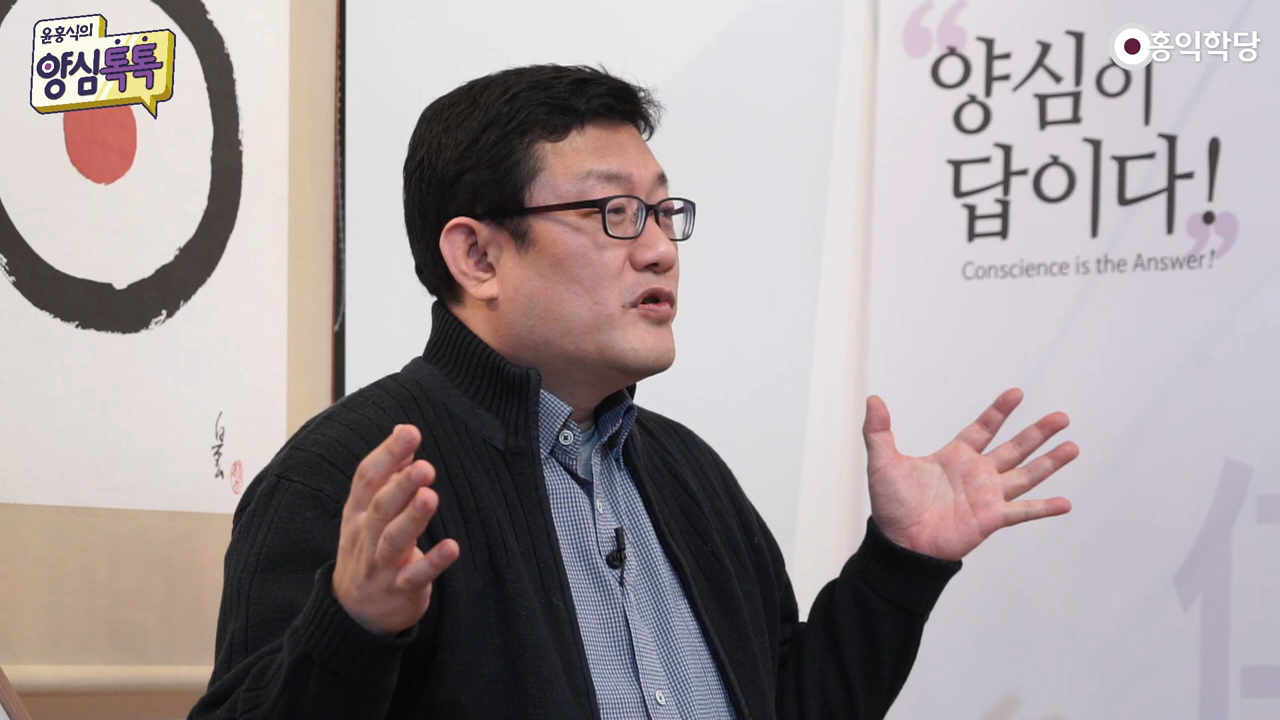 윤홍식의
양심톡톡
홍익학당
“양심이
답이다!”
Conscience is the Answer!